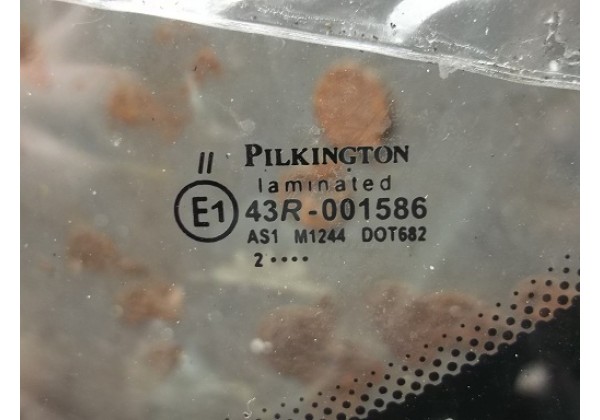 II PILKINGTON
laminated
E1 43R-001586
AS1 M1244 DOT682
2 ••••